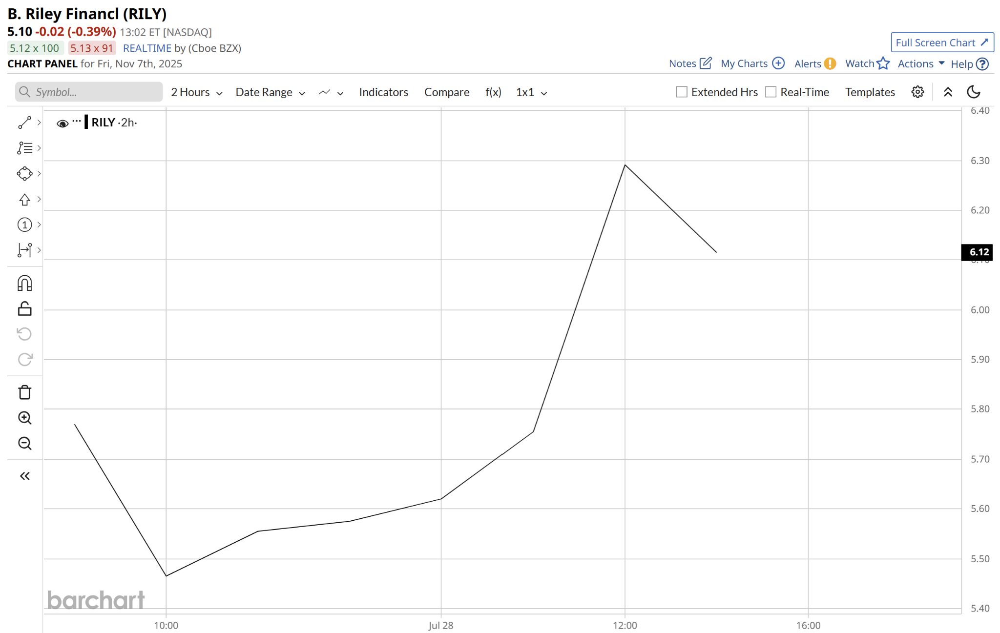 B. Riley Financl (RILY)
5.10 -0.02 (-0.39%) 13:02 ET [NASDAQ]
5.12 x 100 5.13 x 91 REALTIME by (Cboe BZX)
Full Screen Chart
CHART PANEL for Fri, Nov 7th, 2025
Notes My Charts Alerts Watch Actions Help
Symbol... 2 Hours Date Range Indicators Compare f(x) 1x1 Extended Hrs Real-Time Templates
RILY ·2h·
6.40
6.30
6.20
6.12
6.10
6.00
5.90
5.80
5.70
5.60
5.50
5.40
1
barchart
10:00 Jul 28 12:00 16:00